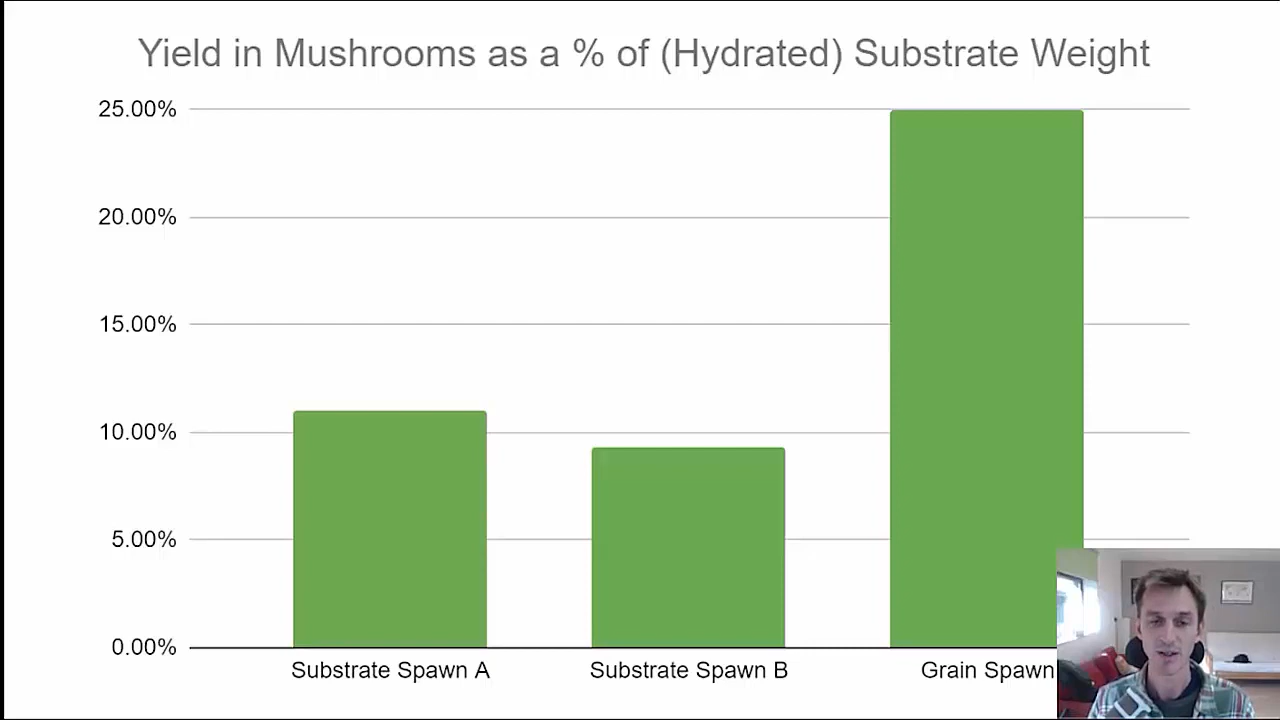 Yield in Mushrooms as a % of (Hydrated) Substrate Weight
25.00%
20.00%
15.00%
10.00%
5.00%
0.00%
Substrate Spawn A
Substrate Spawn B
Grain Spawn